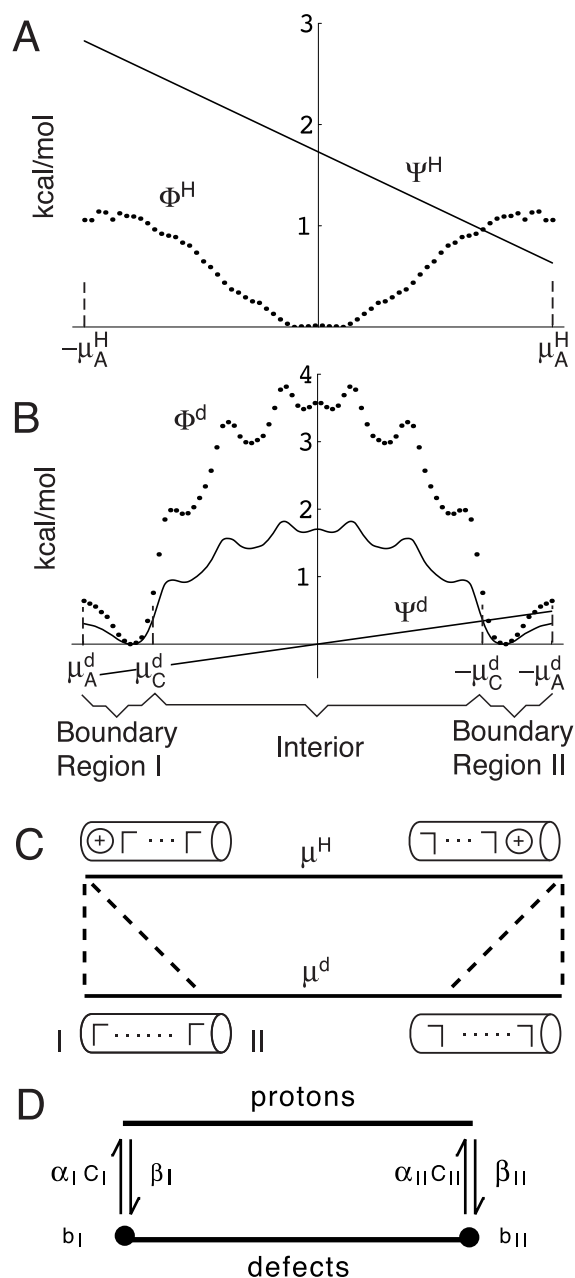 A
kcal/mol
3
2
1
Φ^H
Ψ^H
−μ_A^H
μ_A^H
B
kcal/mol
4
3
2
1
Φ^d
Ψ^d
μ_A^d
μ_C^d
−μ_C^d
−μ_A^d
Boundary Region I
Interior
Boundary Region II
C
+
μ^H
+
μ^d
I
II
D
protons
α_I C_I
β_I
α_II C_II
β_II
b_I
b_II
defects